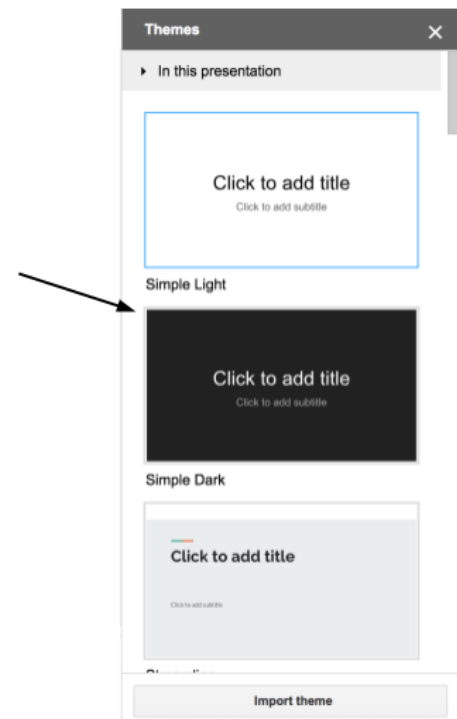 Themes
In this presentation
Click to add title
Click to add subtitle
Simple Light
Click to add title
Click to add subtitle
Simple Dark
Click to add title
Click to add subtitle
Import theme